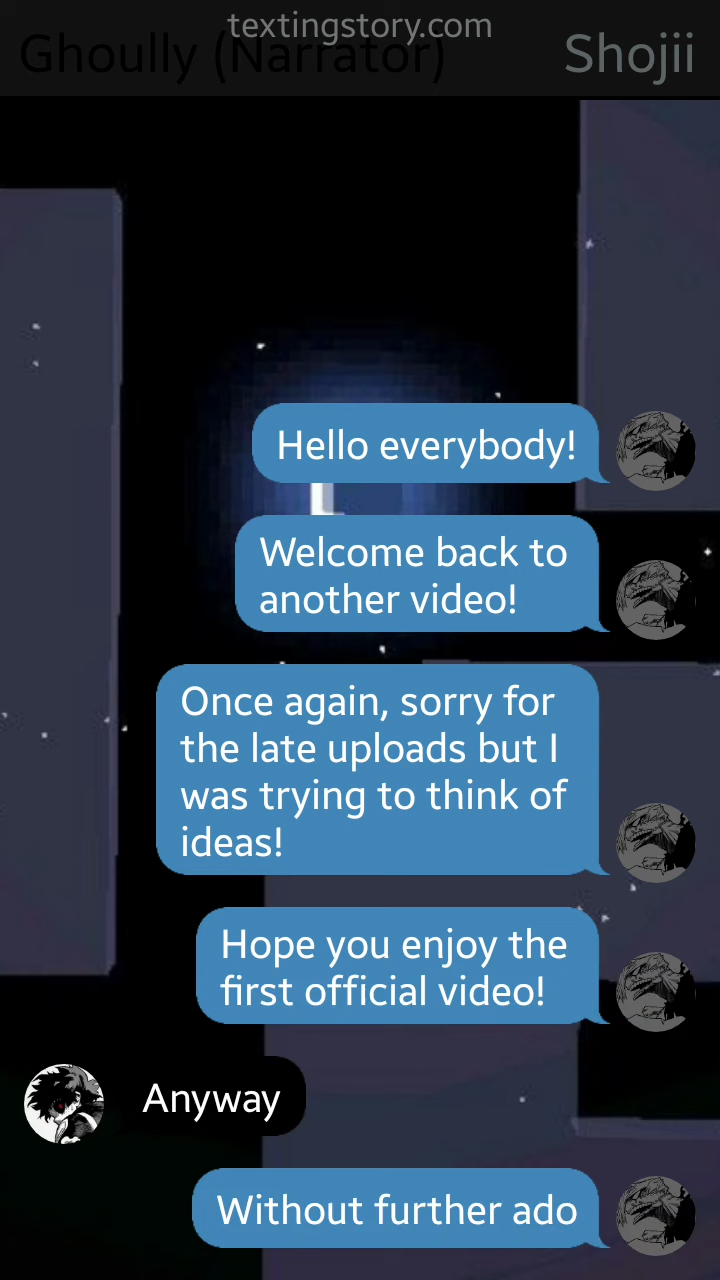 textingstory.com
Ghoully (Narrator) Shojii
Hello everybody!
Welcome back to
another video!
Once again, sorry for
the late uploads but I
was trying to think of
ideas!
Hope you enjoy the
first official video!
Anyway
Without further ado